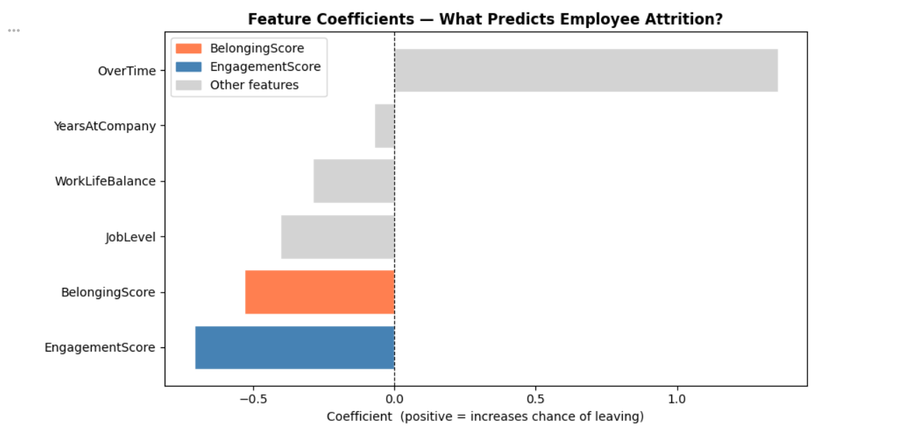 ...
Feature Coefficients — What Predicts Employee Attrition?
BelongingScore
EngagementScore
Other features
OverTime
YearsAtCompany
WorkLifeBalance
JobLevel
BelongingScore
EngagementScore
−0.5 0.0 0.5 1.0
Coefficient (positive = increases chance of leaving)